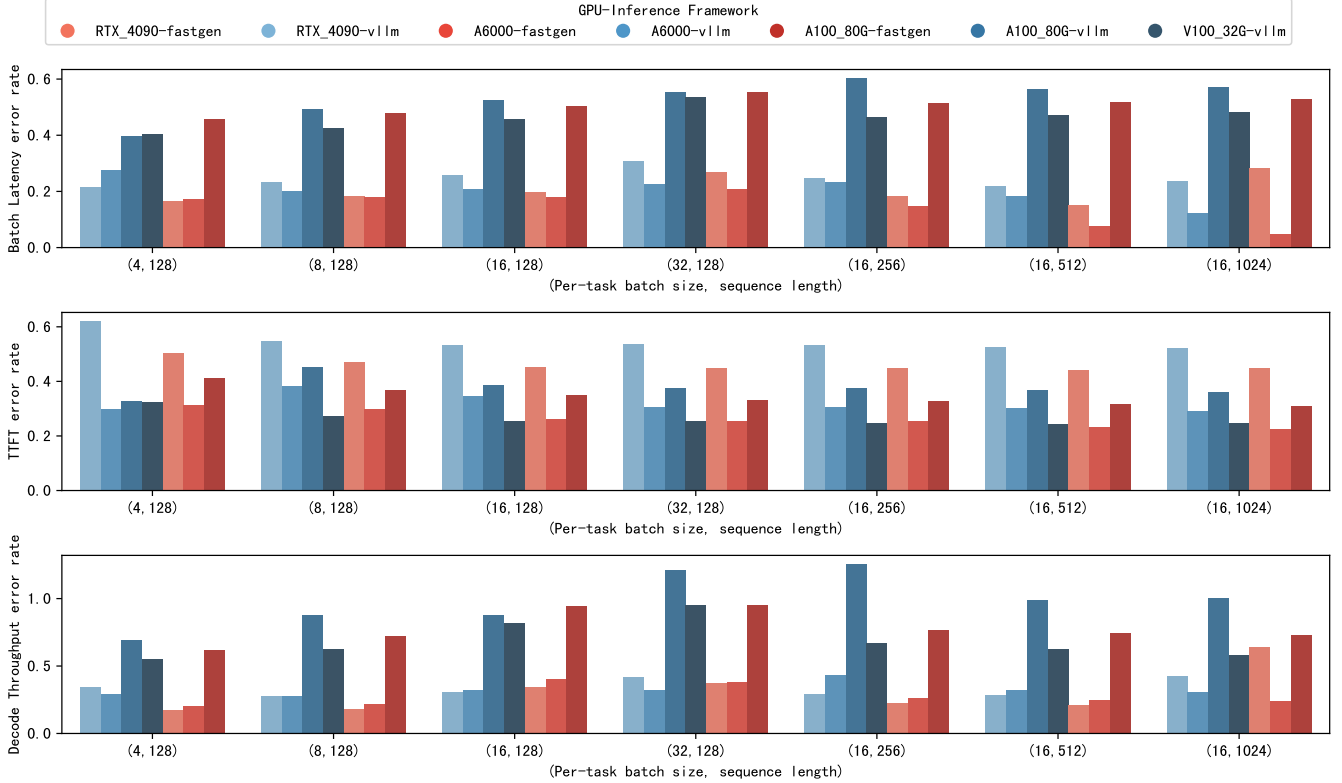 GPU-Inference Framework
RTX_4090-fastgen RTX_4090-vllm A6000-fastgen A6000-vllm A100_80G-fastgen A100_80G-vllm V100_32G-vllm
Batch Latency error rate
0.6
0.4
0.2
0.0
(4,128) (8,128) (16,128) (32,128) (16,256) (16,512) (16,1024)
(Per-task batch size, sequence length)
TTFT error rate
0.6
0.4
0.2
0.0
(4,128) (8,128) (16,128) (32,128) (16,256) (16,512) (16,1024)
(Per-task batch size, sequence length)
Decode Throughput error rate
1.0
0.5
0.0
(4,128) (8,128) (16,128) (32,128) (16,256) (16,512) (16,1024)
(Per-task batch size, sequence length)